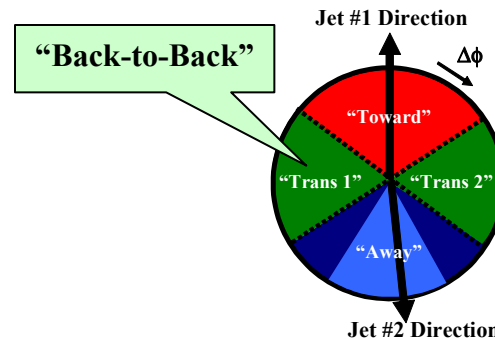 Jet #1 Direction
“Back-to-Back”
Δϕ
“Toward”
“Trans 1”
“Trans 2”
“Away”
Jet #2 Direction